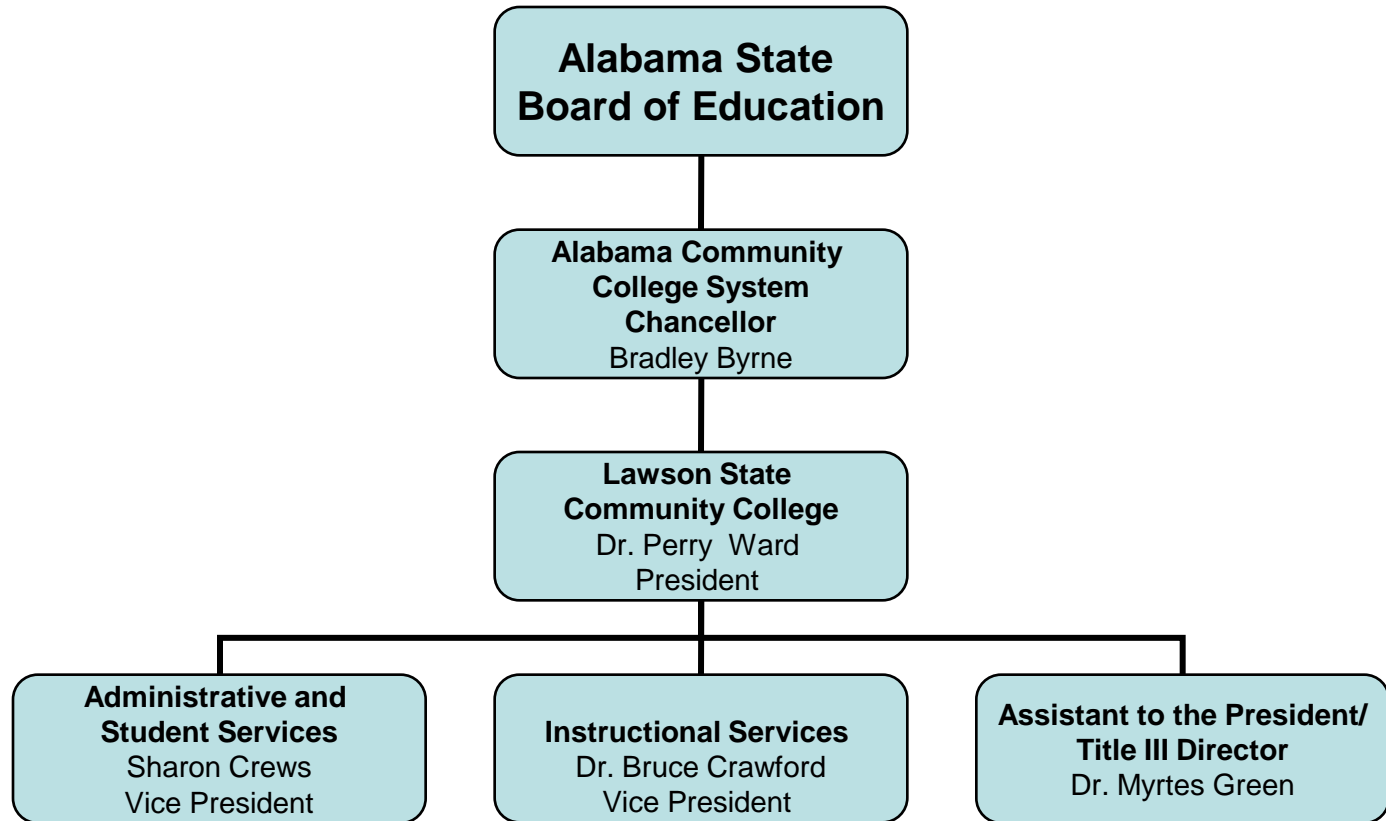 Alabama State
Board of Education
Alabama Community
College System
Chancellor
Bradley Byrne
Lawson State
Community College
Dr. Perry  Ward
President
Administrative and
Student Services
Sharon Crews
Vice President
Instructional Services
Dr. Bruce Crawford
Vice President
Assistant to the President/
Title III Director
Dr. Myrtes Green